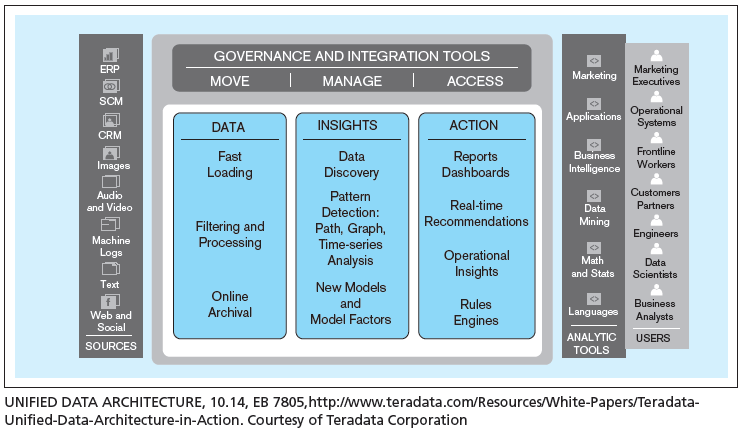 ERP
SCM
CRM
Images
Audio
and Video
Machine
Logs
Text
Web and
Social
SOURCES
GOVERNANCE AND INTEGRATION TOOLS
MOVE
MANAGE
ACCESS
DATA
Fast
Loading
Filtering and
Processing
Online
Archival
INSIGHTS
Data
Discovery
Pattern
Detection:
Path, Graph,
Time-series
Analysis
New Models
and
Model Factors
ACTION
Reports
Dashboards
Real-time
Recommendations
Operational
Insights
Rules
Engines
Marketing
Applications
Business
Intelligence
Data
Mining
Math
and Stats
Languages
ANALYTIC
TOOLS
Marketing
Executives
Operational
Systems
Frontline
Workers
Customers
Partners
Engineers
Data
Scientists
Business
Analysts
USERS
UNIFIED DATA ARCHITECTURE, 10.14, EB 7805,http://www.teradata.com/Resources/White-Papers/Teradata-
Unified-Data-Architecture-in-Action. Courtesy of Teradata Corporation